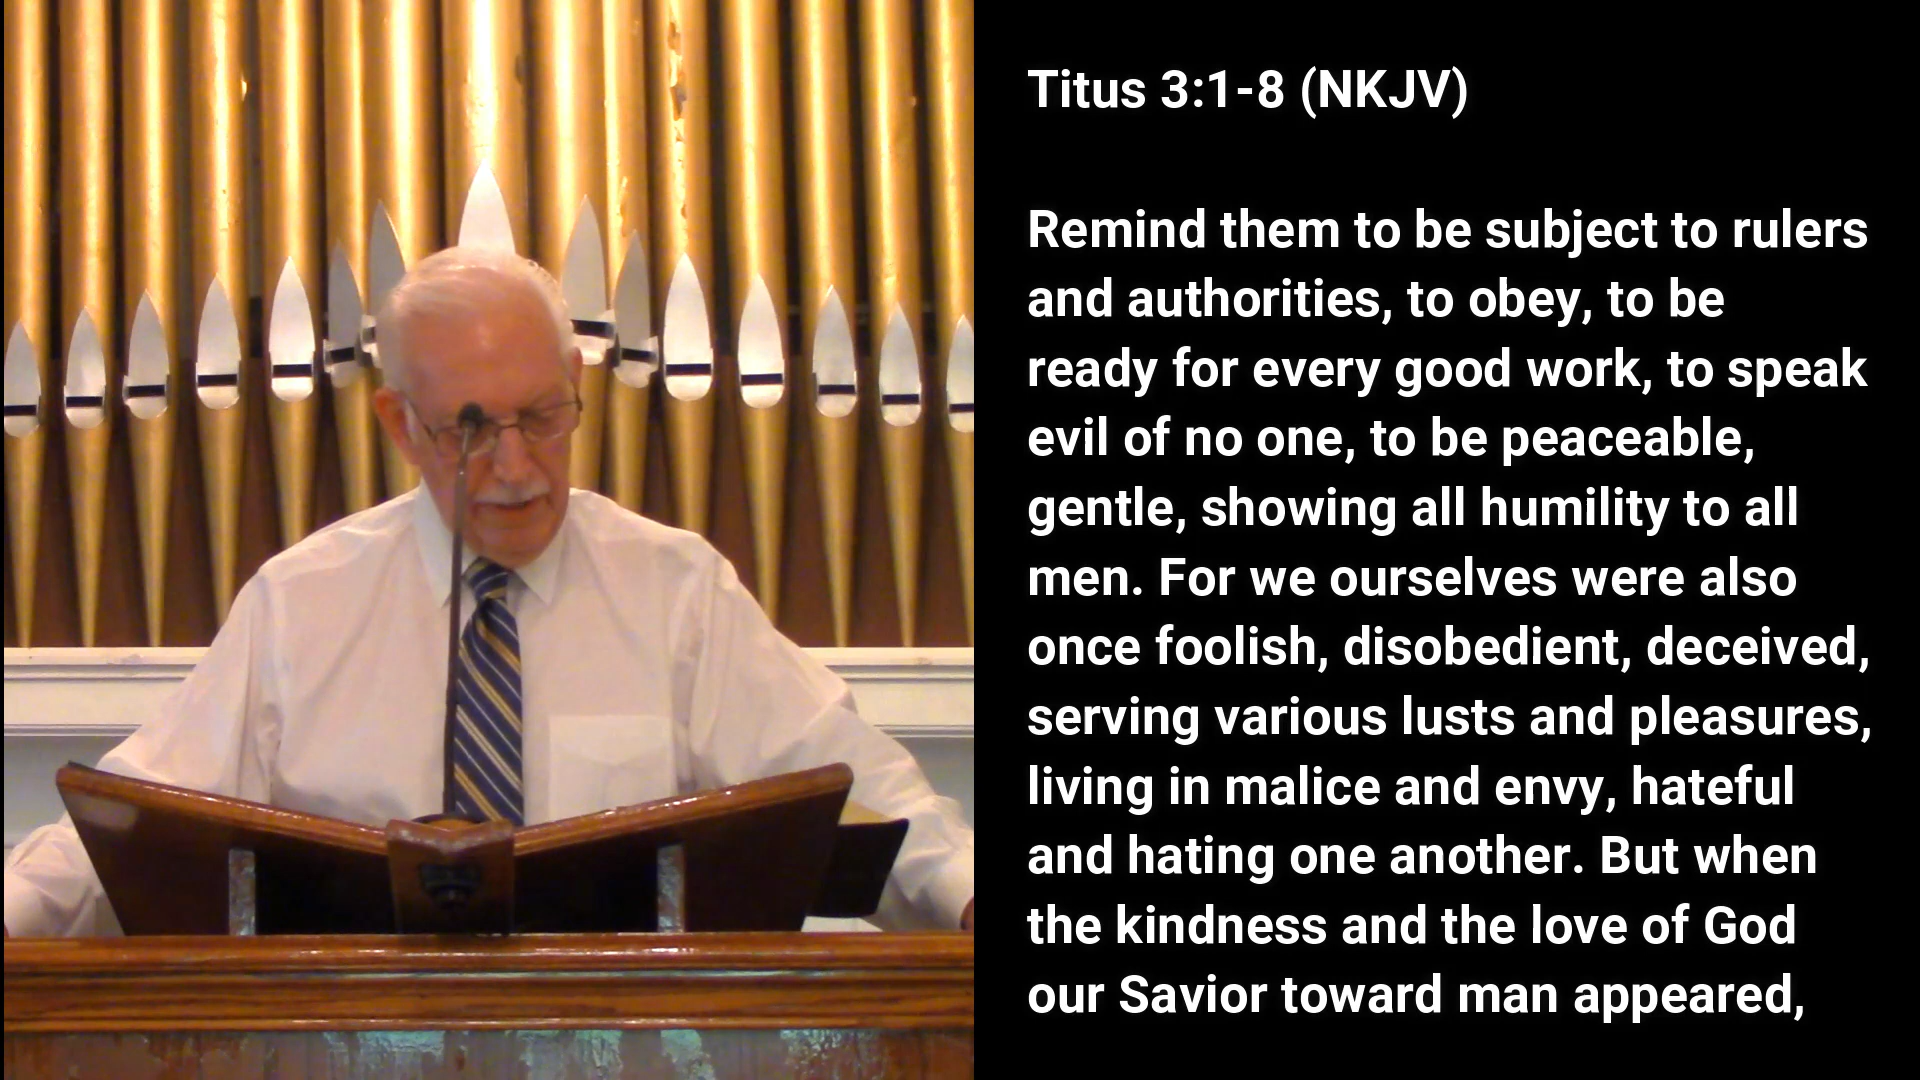 Titus 3:1-8 (NKJV)
Remind them to be subject to rulers
and authorities, to obey, to be
ready for every good work, to speak
evil of no one, to be peaceable,
gentle, showing all humility to all
men. For we ourselves were also
once foolish, disobedient, deceived,
serving various lusts and pleasures,
living in malice and envy, hateful
and hating one another. But when
the kindness and the love of God
our Savior toward man appeared,